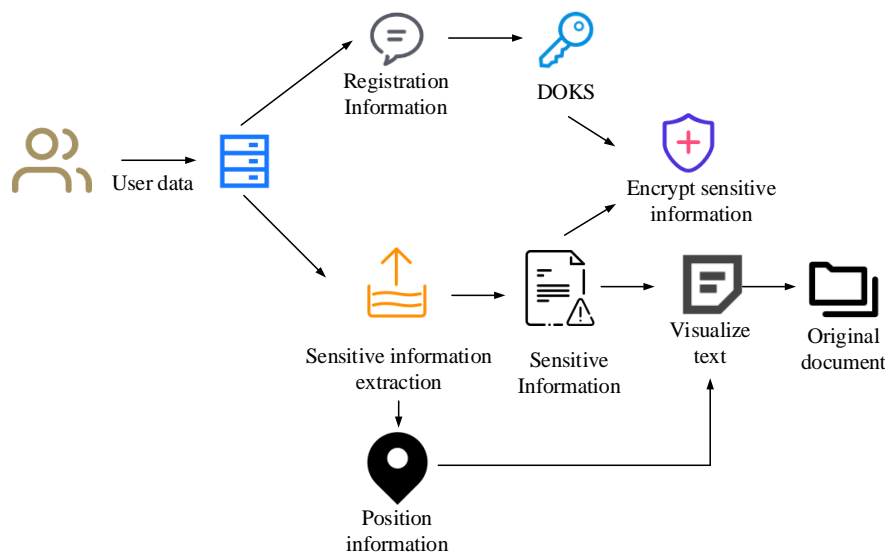 Registration
Information
DOKS
User data
Encrypt sensitive
information
Sensitive information
extraction
Sensitive
Information
Visualize
text
Original
document
Position
information